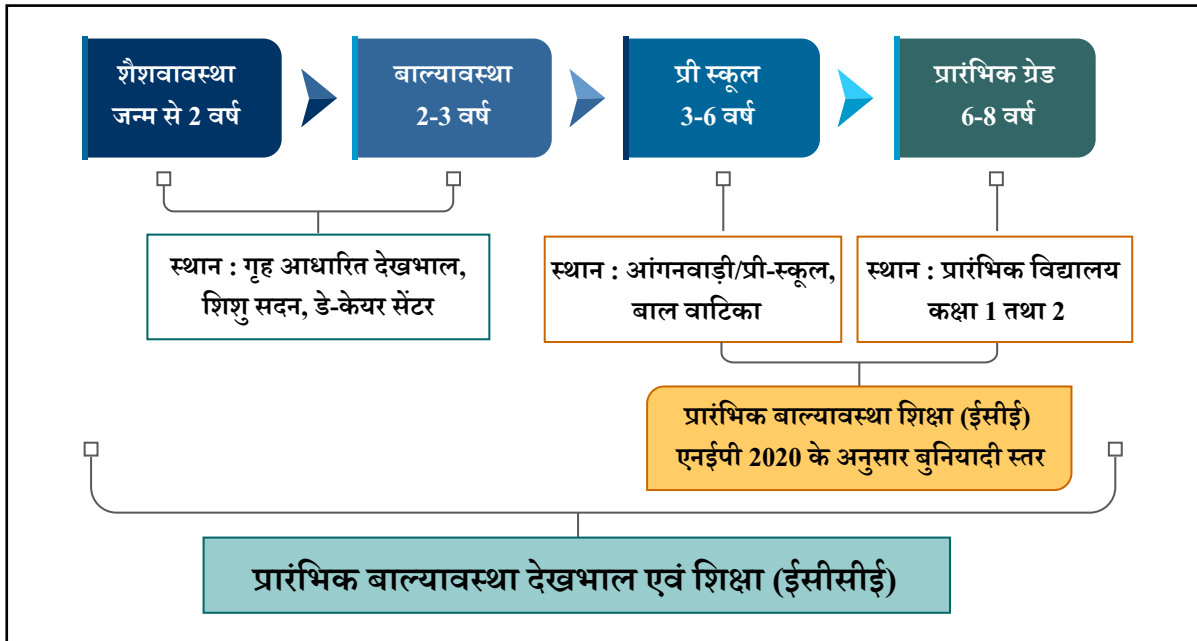 शैशवावस्था
जन्म से 2 वर्ष
बाल्यावस्था
2-3 वर्ष
प्री स्कूल
3-6 वर्ष
प्रारंभिक ग्रेड
6-8 वर्ष
स्थान : गृह आधारित देखभाल,
शिशु सदन, डे-केयर सेंटर
स्थान : आंगनवाड़ी/प्री-स्कूल,
बाल वाटिका
स्थान : प्रारंभिक विद्यालय
कक्षा 1 तथा 2
प्रारंभिक बाल्यावस्था शिक्षा (ईसीई)
एनईपी 2020 के अनुसार बुनियादी स्तर
प्रारंभिक बाल्यावस्था देखभाल एवं शिक्षा (ईसीसीई)